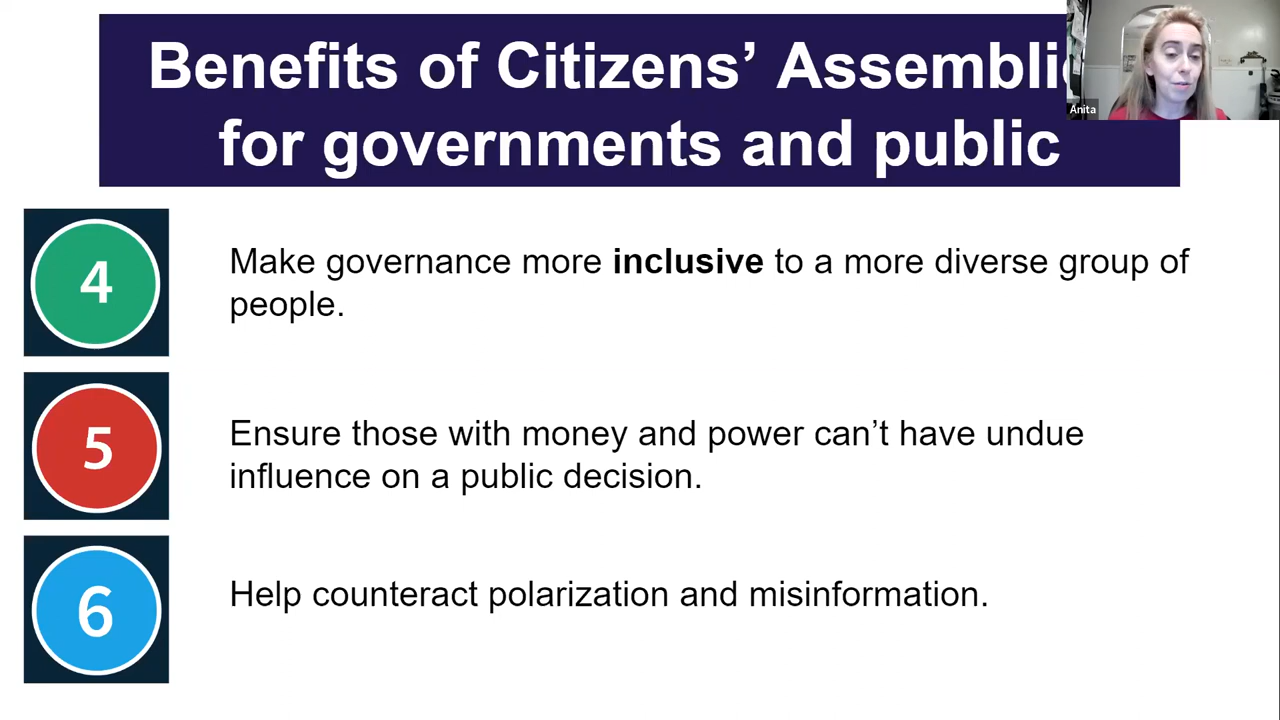 Benefits of Citizens’ Assembli
for governments and public
Anita
4
Make governance more inclusive to a more diverse group of
people.
5
Ensure those with money and power can’t have undue
influence on a public decision.
6
Help counteract polarization and misinformation.